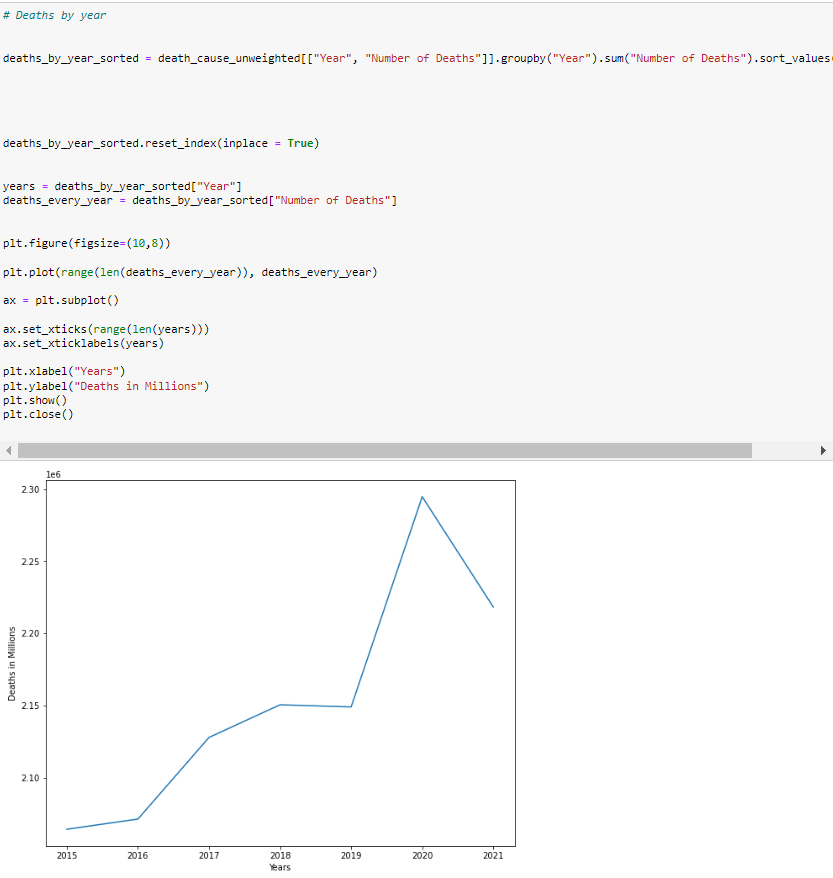 # Deaths by year
deaths_by_year_sorted = death_cause_unweighted[["Year", "Number of Deaths"]].groupby("Year").sum("Number of Deaths").sort_values(
deaths_by_year_sorted.reset_index(inplace = True)
years = deaths_by_year_sorted["Year"]
deaths_every_year = deaths_by_year_sorted["Number of Deaths"]
plt.figure(figsize=(10,8))
plt.plot(range(len(deaths_every_year)), deaths_every_year)
ax = plt.subplot()
ax.set_xticks(range(len(years)))
ax.set_xticklabels(years)
plt.xlabel("Years")
plt.ylabel("Deaths in Millions")
plt.show()
plt.close()
1e6
2.30
2.25
2.20
2.15
2.10
Deaths in Millions
2015 2016 2017 2018 2019 2020 2021
Years